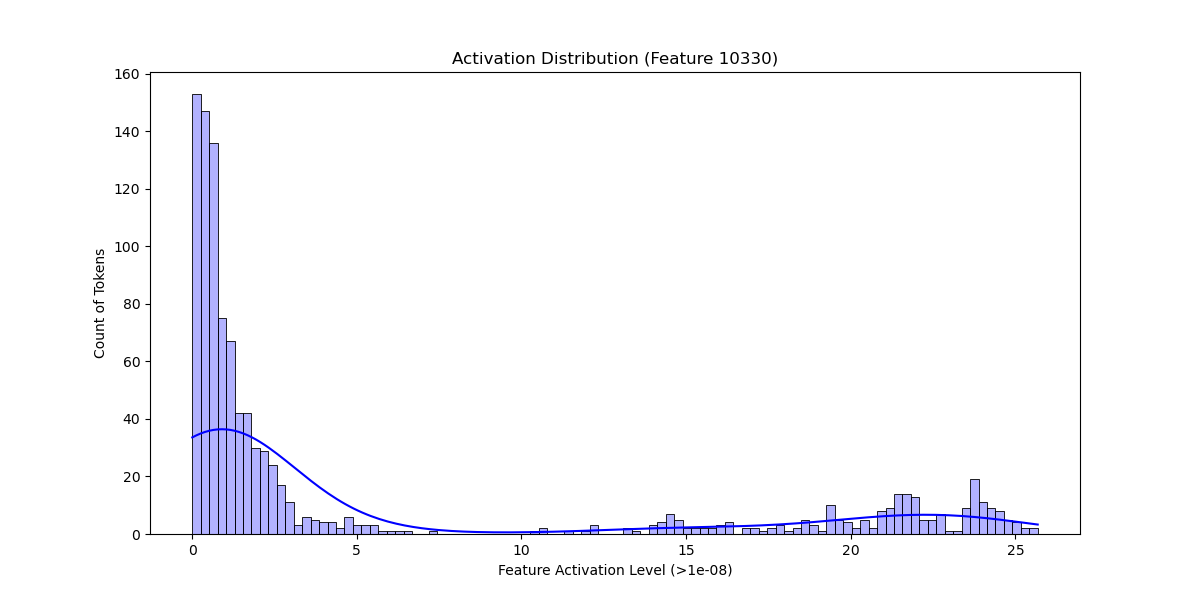 Activation Distribution (Feature 10330)
160
140
120
100
80
60
40
20
0
Count of Tokens
0 5 10 15 20 25
Feature Activation Level (>1e-08)